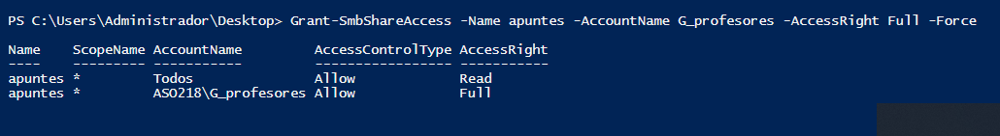 PS C:\Users\Administrador\Desktop> Grant-SmbShareAccess -Name apuntes -AccountName G_profesores -AccessRight Full -Force
Name    ScopeName AccountName         AccessControlType AccessRight
----    --------- -----------         ----------------- -----------
apuntes *         Todos               Allow             Read
apuntes *         ASO218\G_profesores Allow             Full